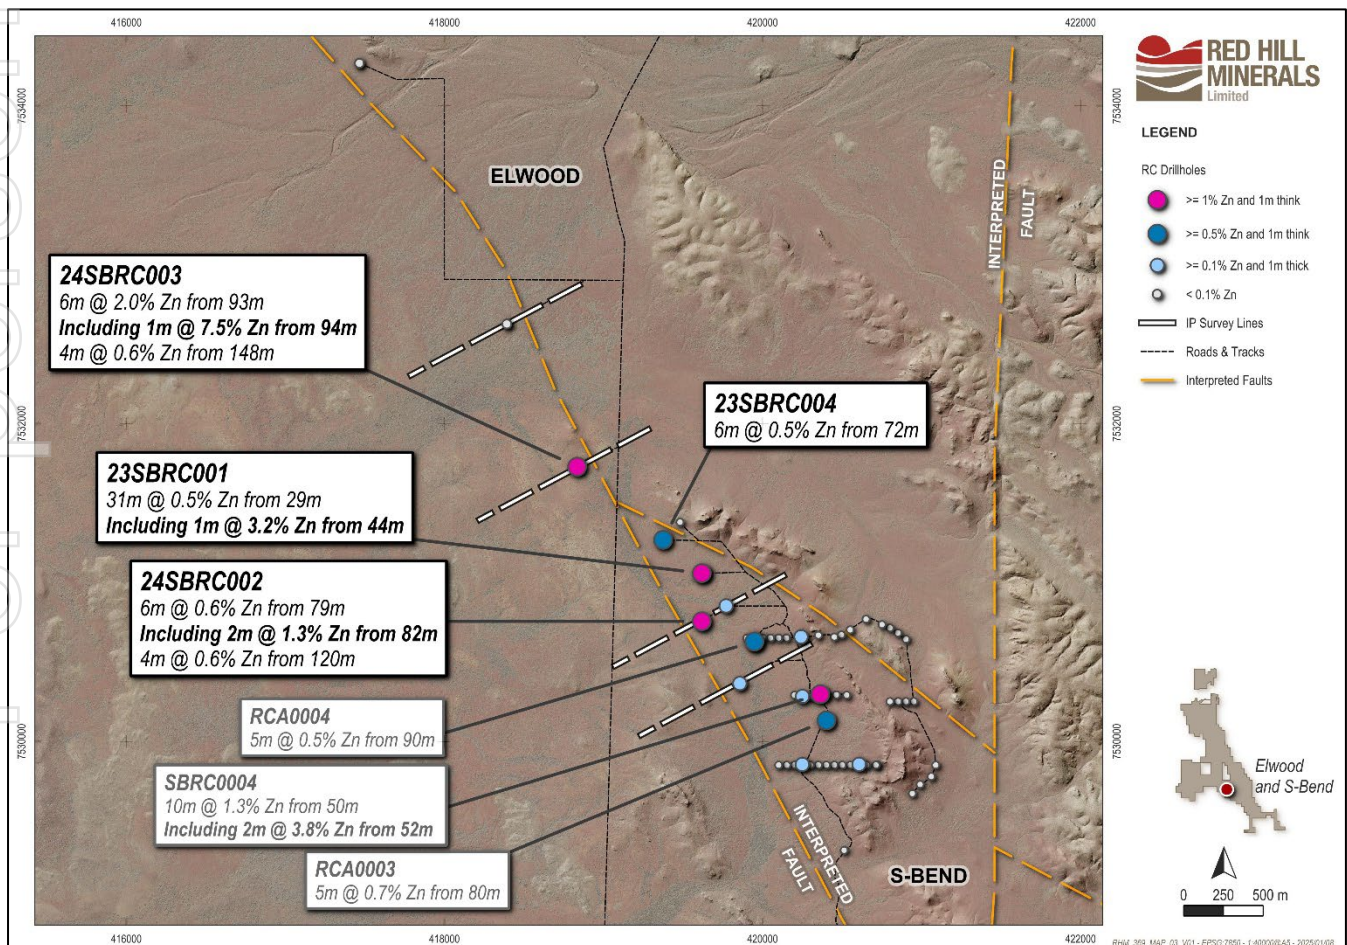 416000
418000
420000
422000
7534000
7532000
7530000
7534000
7532000
7530000
416000
418000
420000
422000
ELWOOD
INTERPRETED
FAULT
24SBRC003
6m @ 2.0% Zn from 93m
Including 1m @ 7.5% Zn from 94m
4m @ 0.6% Zn from 148m
23SBRC004
6m @ 0.5% Zn from 72m
23SBRC001
31m @ 0.5% Zn from 29m
Including 1m @ 3.2% Zn from 44m
24SBRC002
6m @ 0.6% Zn from 79m
Including 2m @ 1.3% Zn from 82m
4m @ 0.6% Zn from 120m
RCA0004
5m @ 0.5% Zn from 90m
SBRC0004
10m @ 1.3% Zn from 50m
Including 2m @ 3.8% Zn from 52m
RCA0003
5m @ 0.7% Zn from 80m
INTERPRETED
FAULT
S-BEND
RED HILL
MINERALS
Limited
LEGEND
RC Drillholes
>= 1% Zn and 1m think
>= 0.5% Zn and 1m think
>= 0.1% Zn and 1m thick
< 0.1% Zn
IP Survey Lines
Roads & Tracks
Interpreted Faults
Elwood
and S-Bend
0 250 500 m